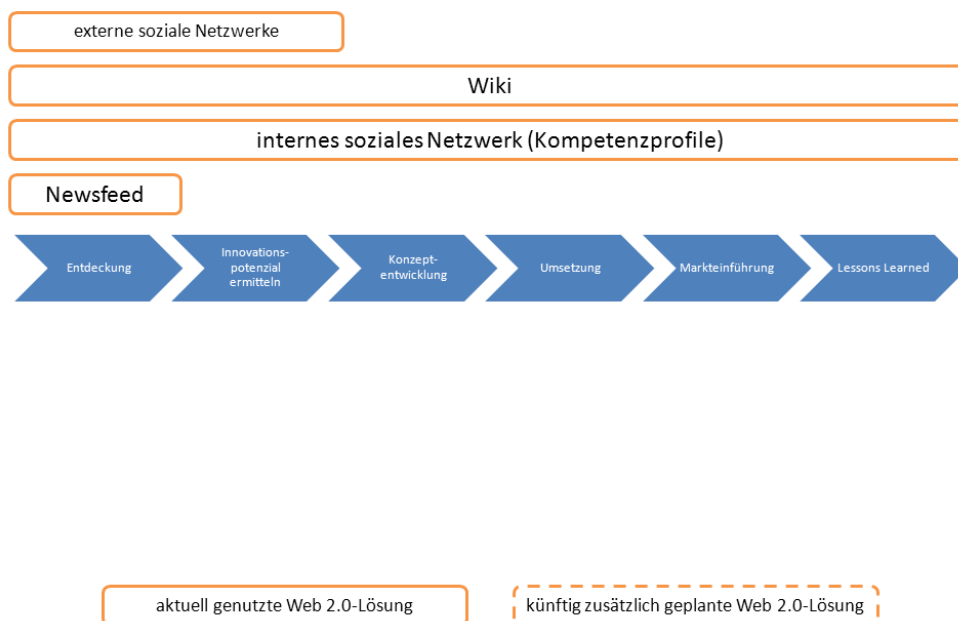 externe soziale Netzwerke
Wiki
internes soziales Netzwerk (Kompetenzprofile)
Newsfeed
Entdeckung
Innovations-
potenzial
ermitteln
Konzept-
entwicklung
Umsetzung
Markteinführung
Lessons Learned
aktuell genutzte Web 2.0-Lösung
künftig zusätzlich geplante Web 2.0-Lösung